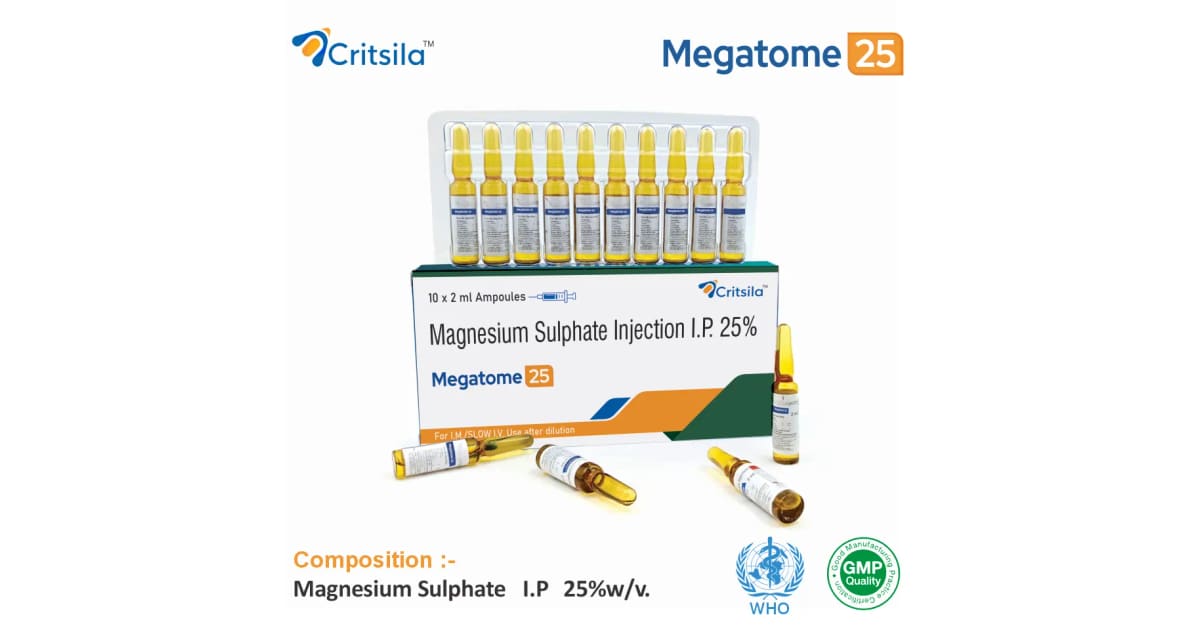 Critsila™
Megatome 25
10 x 2 ml Ampoules
Critsila™
Magnesium Sulphate Injection I.P. 25%
Megatome 25
For I.M./SLOW I.V. Use after dilution
Composition :-
Magnesium Sulphate I.P 25%w/v.
WHO
Good Manufacturing Practice Certification
GMP
Quality